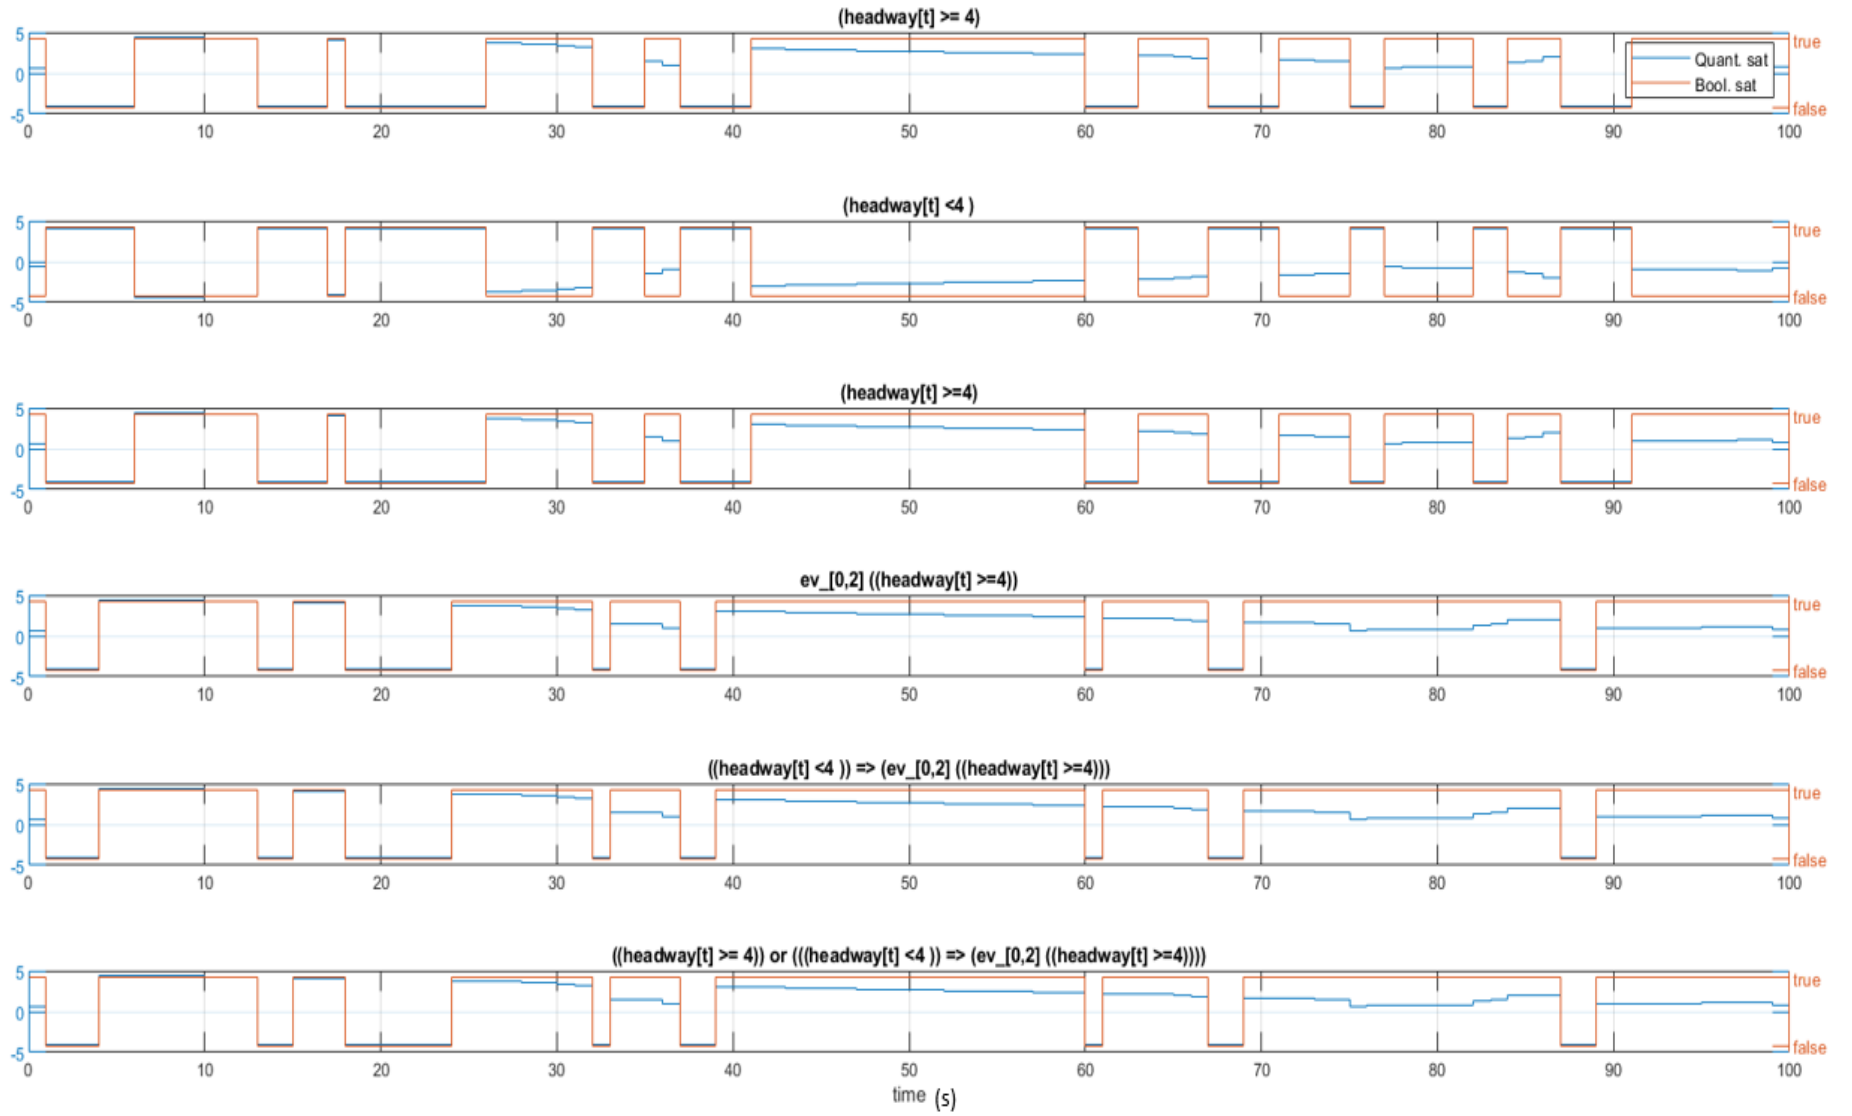 (headway[t] >= 4)
5
0
-5
true
false
Quant. sat
Bool. sat
0 10 20 30 40 50 60 70 80 90 100
(headway[t] <4 )
5
0
-5
true
false
0 10 20 30 40 50 60 70 80 90 100
(headway[t] >=4)
5
0
-5
true
false
0 10 20 30 40 50 60 70 80 90 100
ev_[0,2] ((headway[t] >=4))
5
0
-5
true
false
0 10 20 30 40 50 60 70 80 90 100
((headway[t] <4 )) => (ev_[0,2] ((headway[t] >=4)))
5
0
-5
true
false
0 10 20 30 40 50 60 70 80 90 100
((headway[t] >= 4)) or (((headway[t] <4 )) => (ev_[0,2] ((headway[t] >=4))))
5
0
-5
true
false
0 10 20 30 40 50 60 70 80 90 100
time (s)